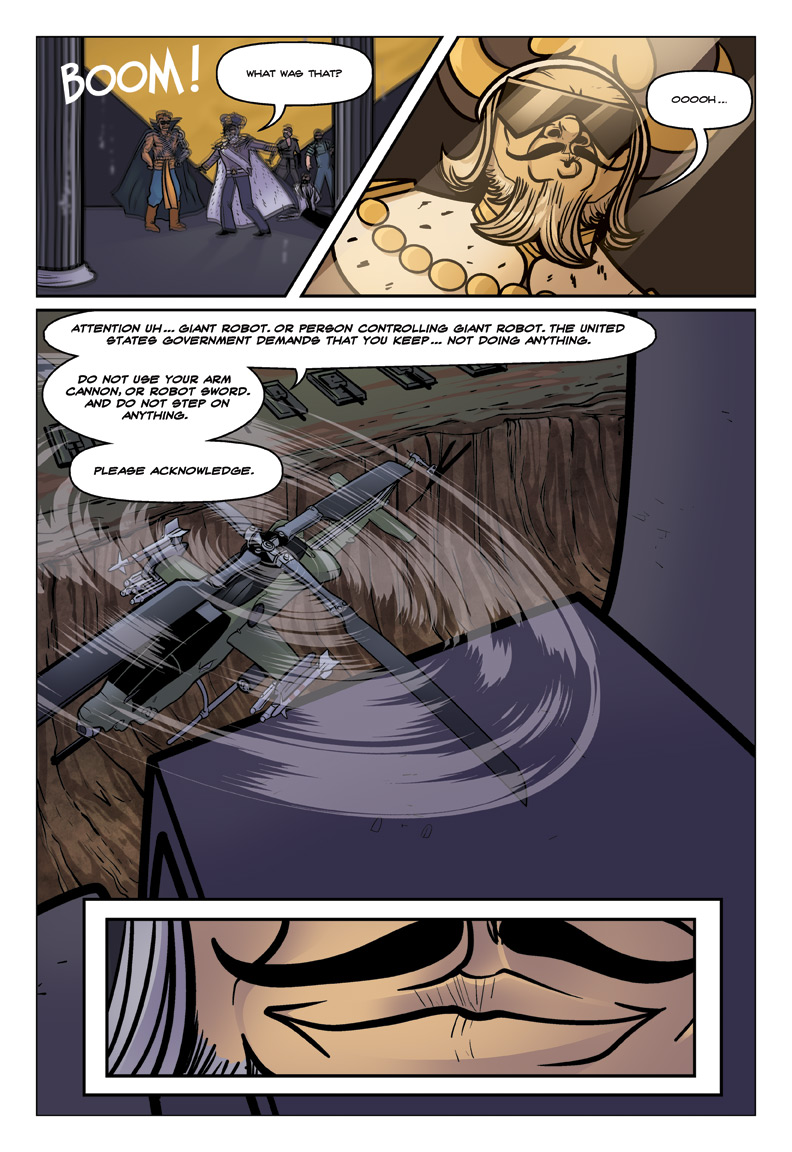 BOOM!
WHAT WAS THAT?
OOOOH...
ATTENTION UH... GIANT ROBOT. OR PERSON CONTROLLING GIANT ROBOT. THE UNITED
STATES GOVERNMENT DEMANDS THAT YOU KEEP... NOT DOING ANYTHING.
DO NOT USE YOUR ARM
CANNON, OR ROBOT SWORD.
AND DO NOT STEP ON
ANYTHING.
PLEASE ACKNOWLEDGE.